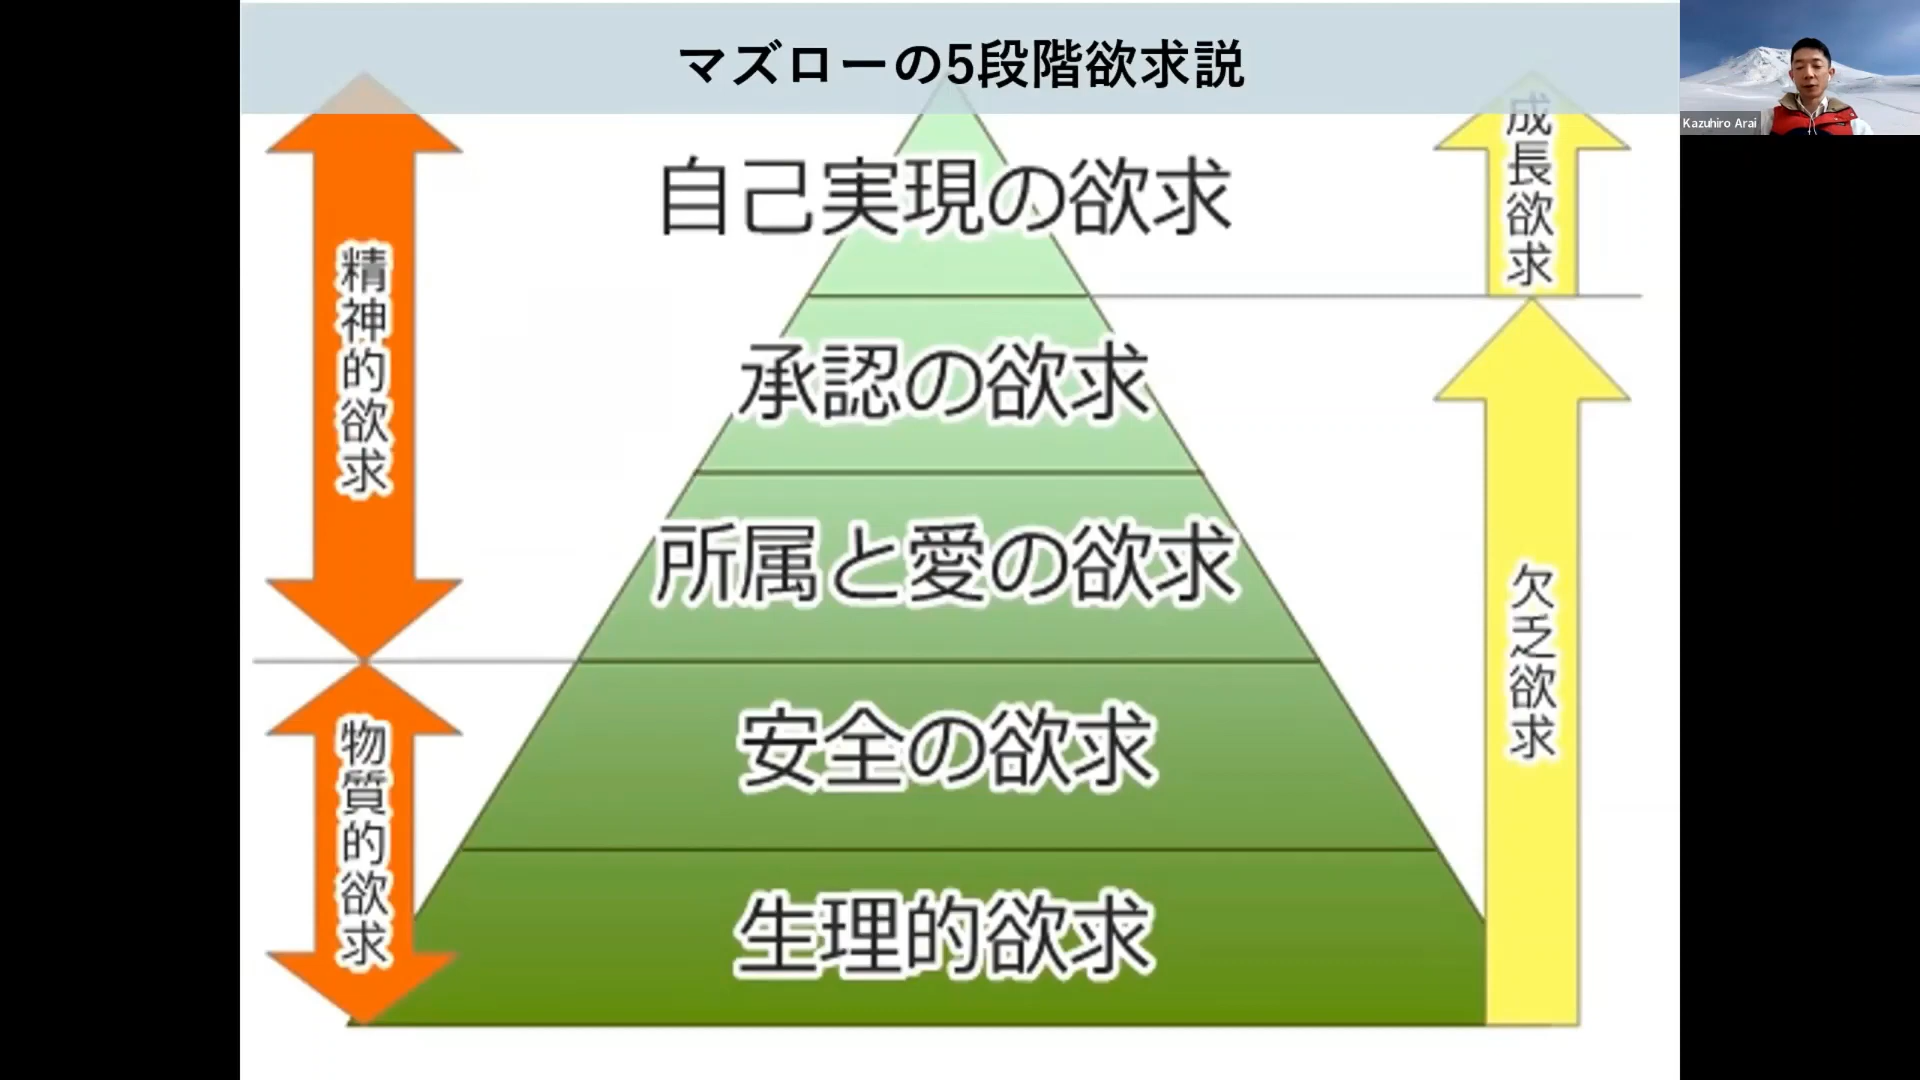 マズローの5段階欲求説
Kazuhiro Arai
自己実現の欲求
承認の欲求
所属と愛の欲求
安全の欲求
生理的欲求
精神的欲求
物質的欲求
成長欲求
欠乏欲求